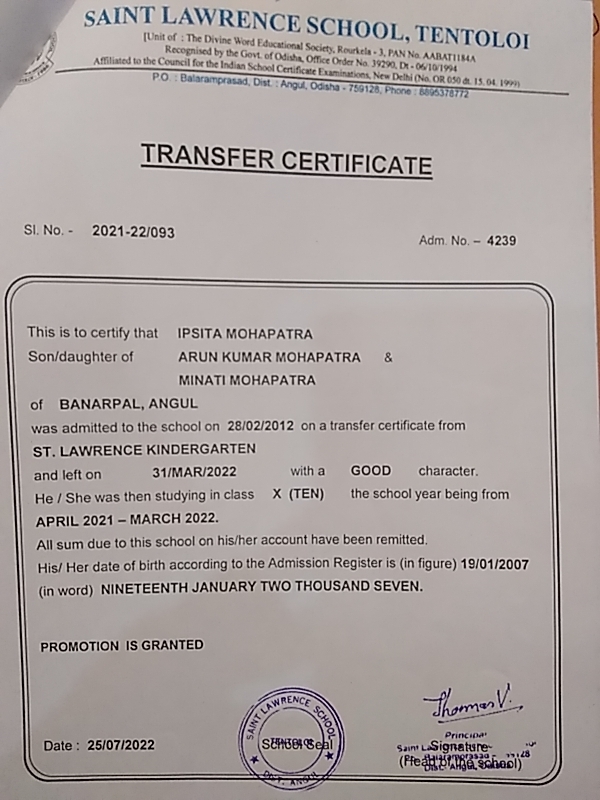 SAINT LAWRENCE SCHOOL, TENTOLOI
[Unit of : The Divine Word Educational Society, Rourkela - 3, PAN No. AABAT1184A
Recognised by the Govt. of Odisha, Office Order No. 39290, Dt - 06/10/1994
Affiliated to the Council for the Indian School Certificate Examinations, New Delhi (No. OR 050 dt. 15. 04. 1999)
P.O. : Balaramprasad, Dist. : Angul, Odisha - 759128, Phone : 8895378772
TRANSFER CERTIFICATE
Sl. No. - 2021-22/093
Adm. No. – 4239
This is to certify that IPSITA MOHAPATRA
Son/daughter of ARUN KUMAR MOHAPATRA &
MINATI MOHAPATRA
of BANARPAL, ANGUL
was admitted to the school on 28/02/2012 on a transfer certificate from
ST. LAWRENCE KINDERGARTEN
and left on 31/MAR/2022 with a GOOD character.
He / She was then studying in class X (TEN) the school year being from
APRIL 2021 – MARCH 2022.
All sum due to this school on his/her account have been remitted.
His/ Her date of birth according to the Admission Register is (in figure) 19/01/2007
(in word) NINETEENTH JANUARY TWO THOUSAND SEVEN.
PROMOTION IS GRANTED
Thomas V.
Date : 25/07/2022
SAINT LAWRENCE SCHOOL
TENTOLOI
DIST. ANGUL
School Seal
Principal
Signature
(Head of the school)